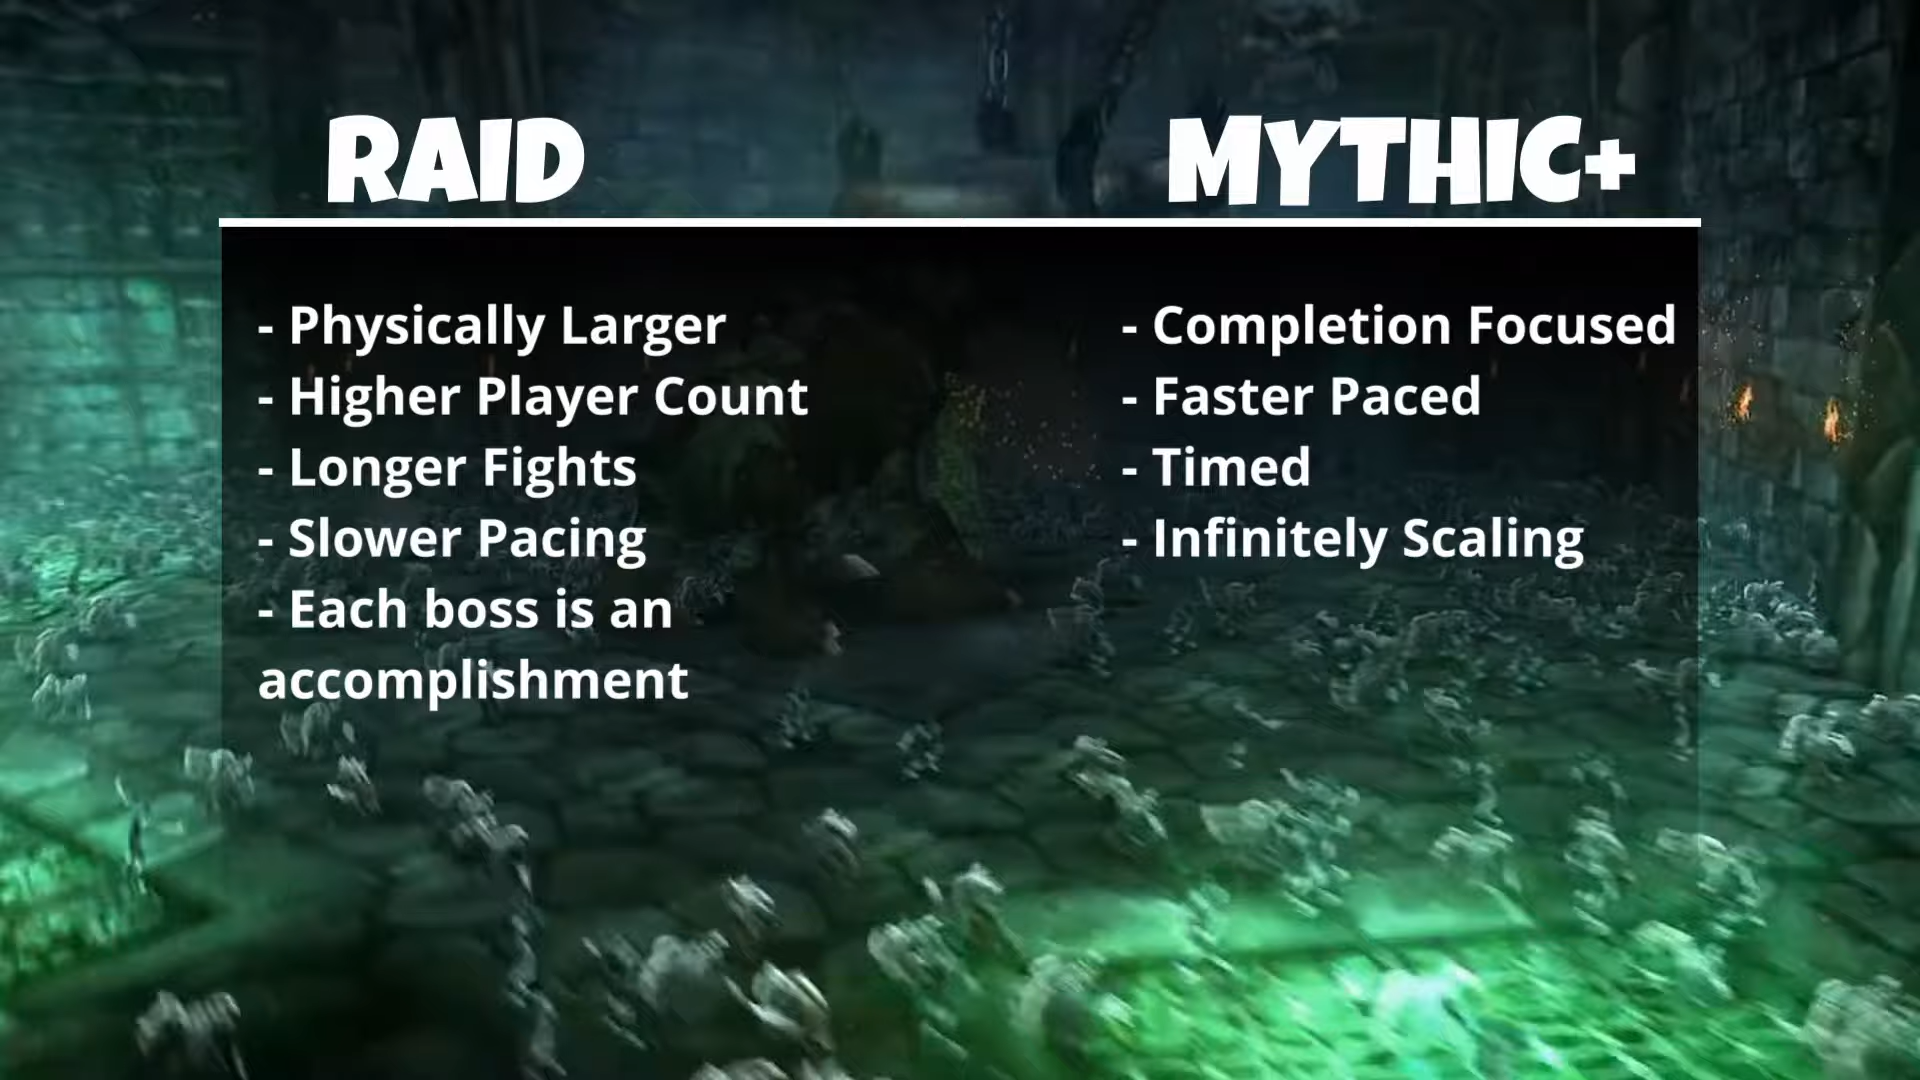 RAID
- Physically Larger
- Higher Player Count
- Longer Fights
- Slower Pacing
- Each boss is an
accomplishment
MYTHIC+
- Completion Focused
- Faster Paced
- Timed
- Infinitely Scaling